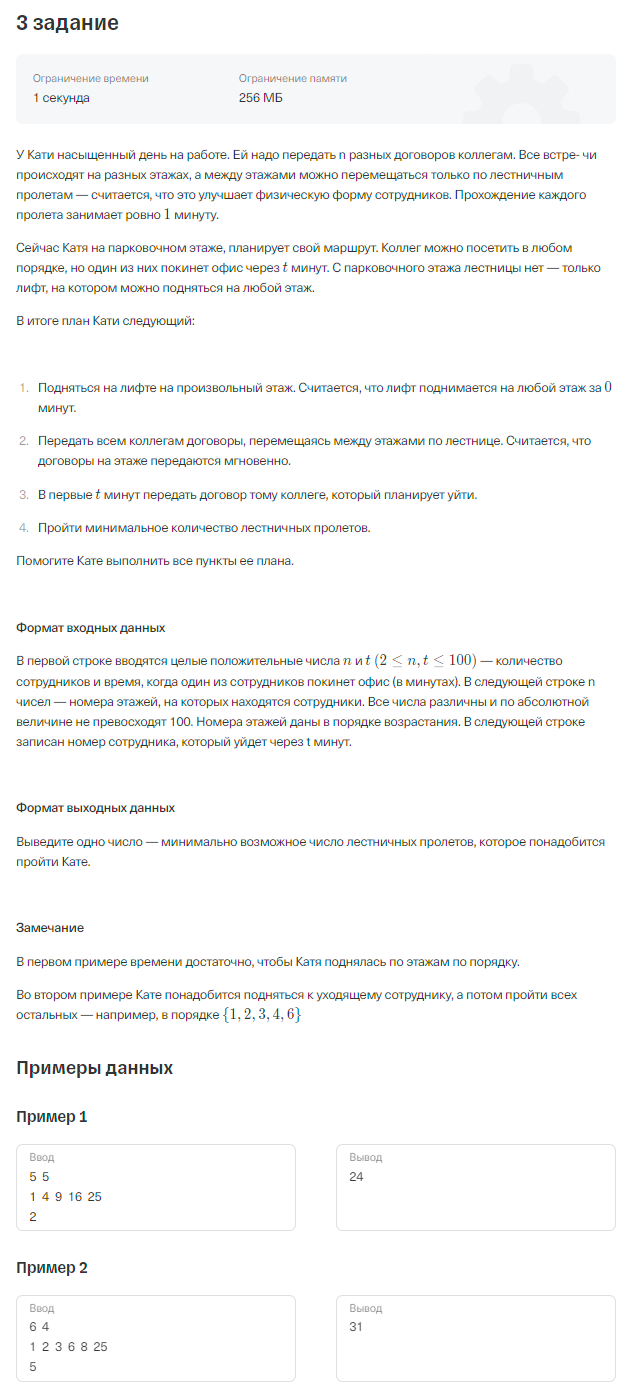 3 задание
Ограничение времени
Ограничение памяти
1 секунда
256 МБ
У Кати насыщенный день на работе. Ей надо передать n разных договоров коллегам. Все встре- чи
происходят на разных этажах, а между этажами можно перемещаться только по лестничным
пролетам — считается, что это улучшает физическую форму сотрудников. Прохождение каждого
пролета занимает ровно 1 минуту.
Сейчас Катя на парковочном этаже, планирует свой маршрут. Коллег можно посетить в любом
порядке, но один из них покинет офис через t минут. С парковочного этажа лестницы нет — только
лифт, на котором можно подняться на любой этаж.
В итоге план Кати следующий:
1. Подняться на лифте на произвольный этаж. Считается, что лифт поднимается на любой этаж за 0
минут.
2. Передать всем коллегам договоры, перемещаясь между этажами по лестнице. Считается, что
договоры на этаже передаются мгновенно.
3. В первые t минут передать договор тому коллеге, который планирует уйти.
4. Пройти минимальное количество лестничных пролетов.
Помогите Кате выполнить все пункты ее плана.
Формат входных данных
В первой строке вводятся целые положительные числа n и t (2 ≤ n, t ≤ 100) — количество
сотрудников и время, когда один из сотрудников покинет офис (в минутах). В следующей строке n
чисел — номера этажей, на которых находятся сотрудники. Все числа различны и по абсолютной
величине не превосходят 100. Номера этажей даны в порядке возрастания. В следующей строке
записан номер сотрудника, который уйдет через t минут.
Формат выходных данных
Выведите одно число — минимально возможное число лестничных пролетов, которое понадобится
пройти Кате.
Замечание
В первом примере времени достаточно, чтобы Катя поднялась по этажам по порядку.
Во втором примере Кате понадобится подняться к уходящему сотруднику, а потом пройти всех
остальных — например, в порядке {1, 2, 3, 4, 6}
Примеры данных
Пример 1
Ввод
5 5
1 4 9 16 25
2
Вывод
24
Пример 2
Ввод
6 4
1 2 3 6 8 25
5
Вывод
31